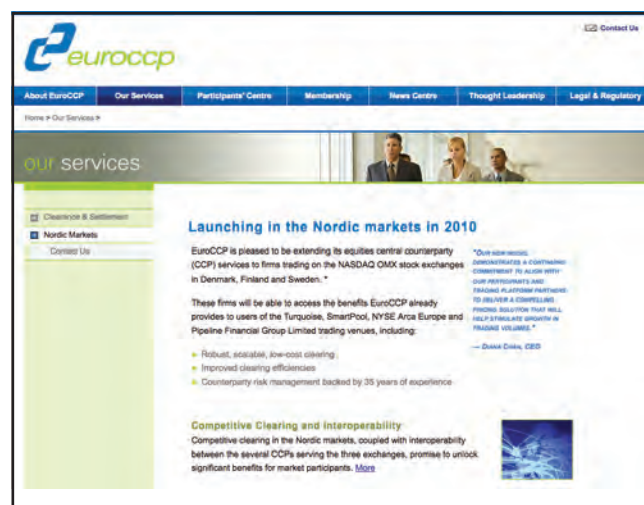 Contact Us
euroccp
About EuroCCP Our Services Participants' Centre Membership News Centre Thought Leadership Legal & Regulatory
Home > Our Services >
our services
Clearance & Settlement
Nordic Markets
Contact Us
Launching in the Nordic markets in 2010
EuroCCP is pleased to be extending its equities central counterparty
(CCP) services to firms trading on the NASDAQ OMX stock exchanges
in Denmark, Finland and Sweden. *
These firms will be able to access the benefits EuroCCP already
provides to users of the Turquoise, SmartPool, NYSE Arca Europe and
Pipeline Financial Group Limited trading venues, including:
Robust, scalable, low-cost clearing
Improved clearing efficiencies
Counterparty risk management backed by 35 years of experience
"OUR NEW MODEL
DEMONSTRATES A CONTINUING
COMMITMENT TO ALIGN WITH
OUR PARTICIPANTS AND
TRADING PLATFORM PARTNERS
TO DELIVER A COMPELLING
PRICING SOLUTION THAT WILL
HELP STIMULATE GROWTH IN
TRADING VOLUMES."
— DIANA CHAN, CEO
Competitive Clearing and Interoperability
Competitive clearing in the Nordic markets, coupled with interoperability
between the several CCPs serving the three exchanges, promise to unlock
significant benefits for market participants. More